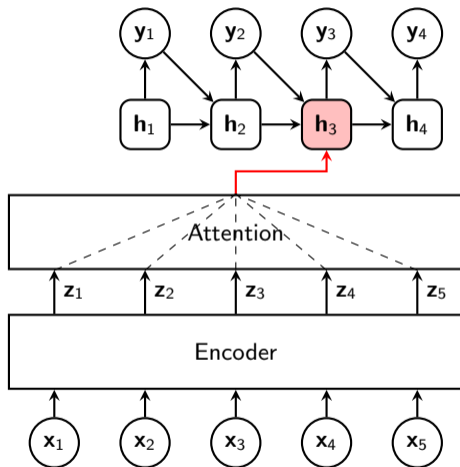 y₁ y₂ y₃ y₄
h₁ h₂ h₃ h₄
Attention
z₁ z₂ z₃ z₄ z₅
Encoder
x₁ x₂ x₃ x₄ x₅